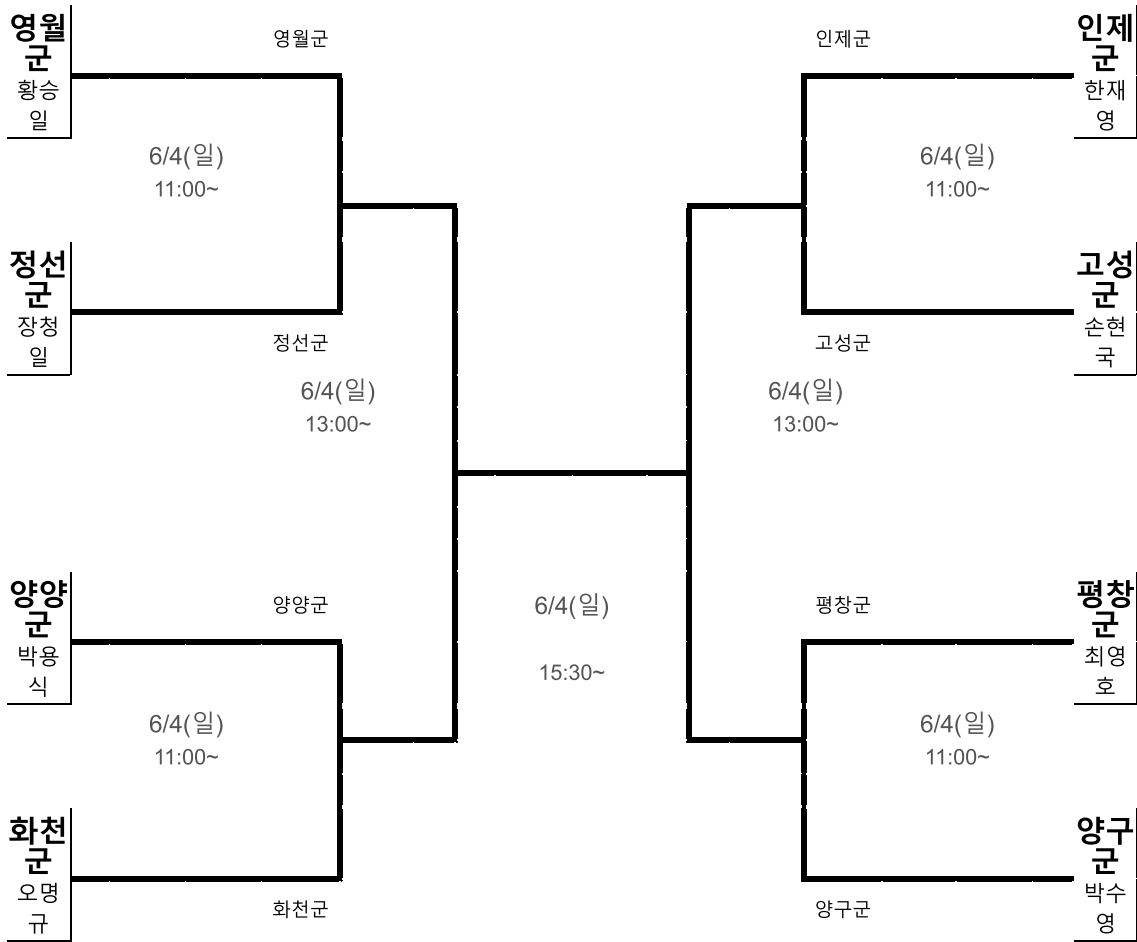 영월
군
황승
일
영월군
6/4(일)
11:00~
정선
군
장청
일
정선군
6/4(일)
13:00~
양양
군
박용
식
양양군
6/4(일)
11:00~
화천
군
오명
규
화천군
6/4(일)
15:30~
인제군
인제
군
한재
영
6/4(일)
11:00~
고성
군
손현
국
고성군
6/4(일)
13:00~
평창군
평창
군
최영
호
6/4(일)
11:00~
양구
군
박수
영
양구군